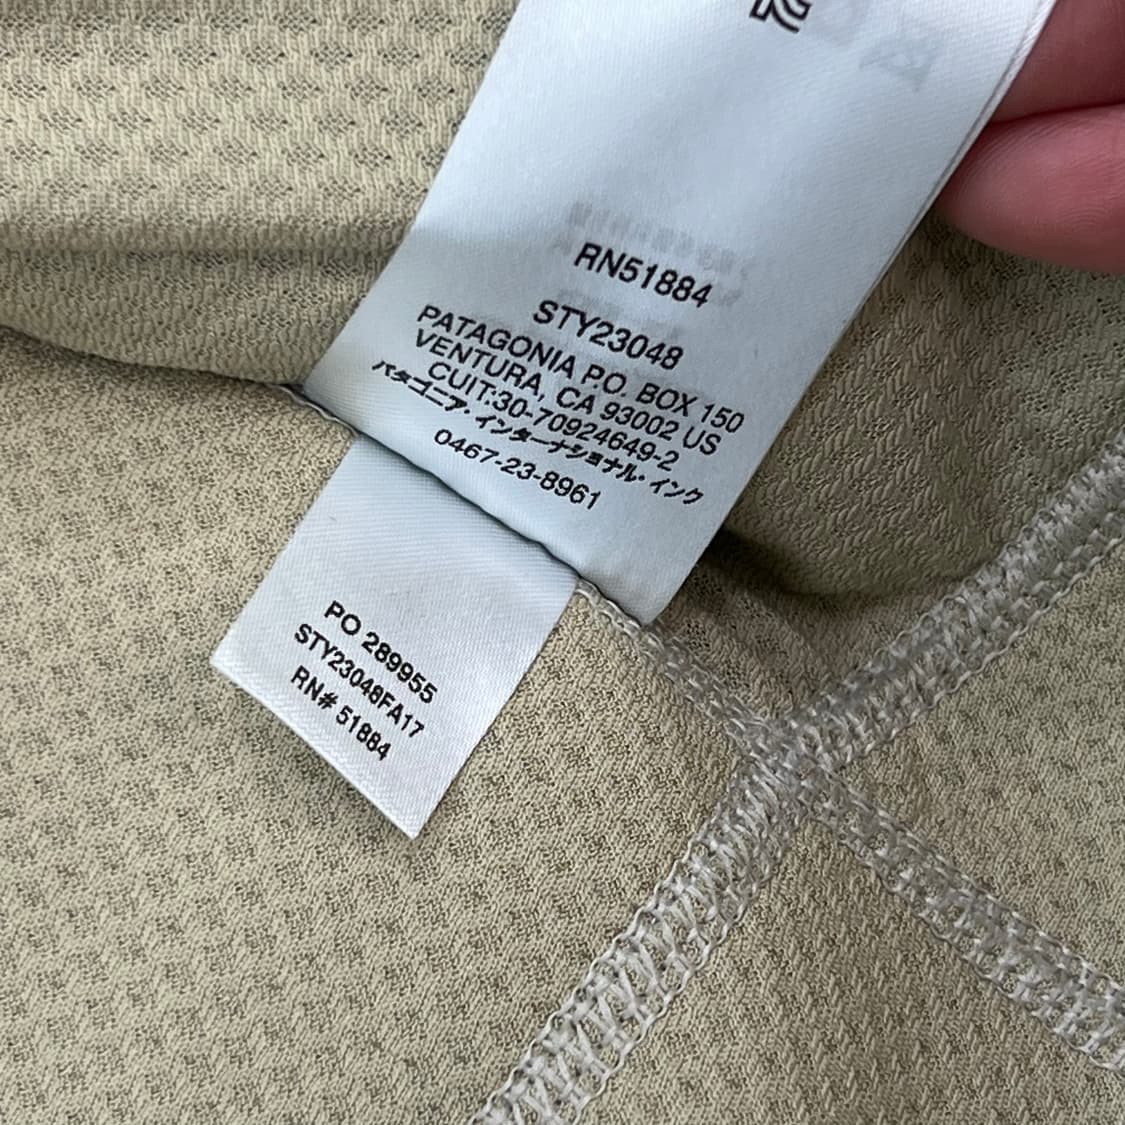 RN51884
STY23048
PATAGONIA P.O. BOX 150
VENTURA, CA 93002 US
CUIT:30-70924649-2
パタゴニア・インターナショナル・インク
0467-23-8961
PO 289955
STY23048FA17
RN# 51884